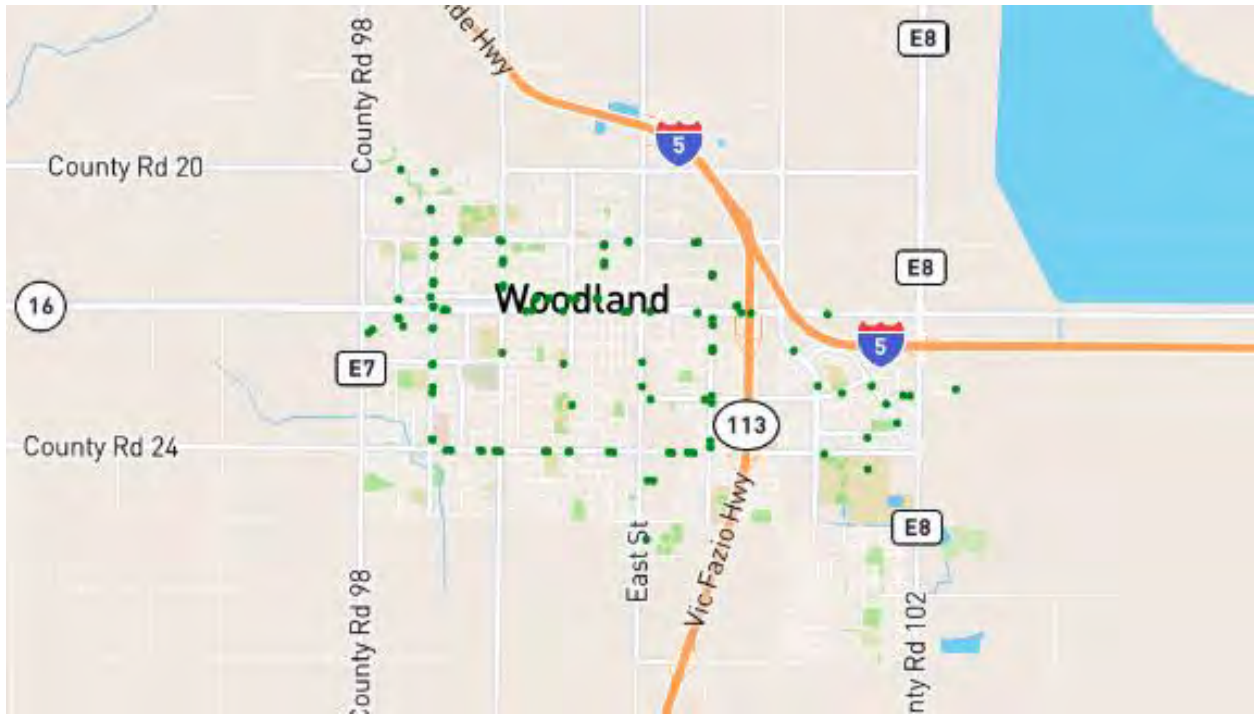 de Hwy
E8
County Rd 98
5
County Rd 20
E8
16
Woodland
5
E7
113
County Rd 24
E8
East St
Vic Fazio Hwy
County Rd 98
nty Rd 102